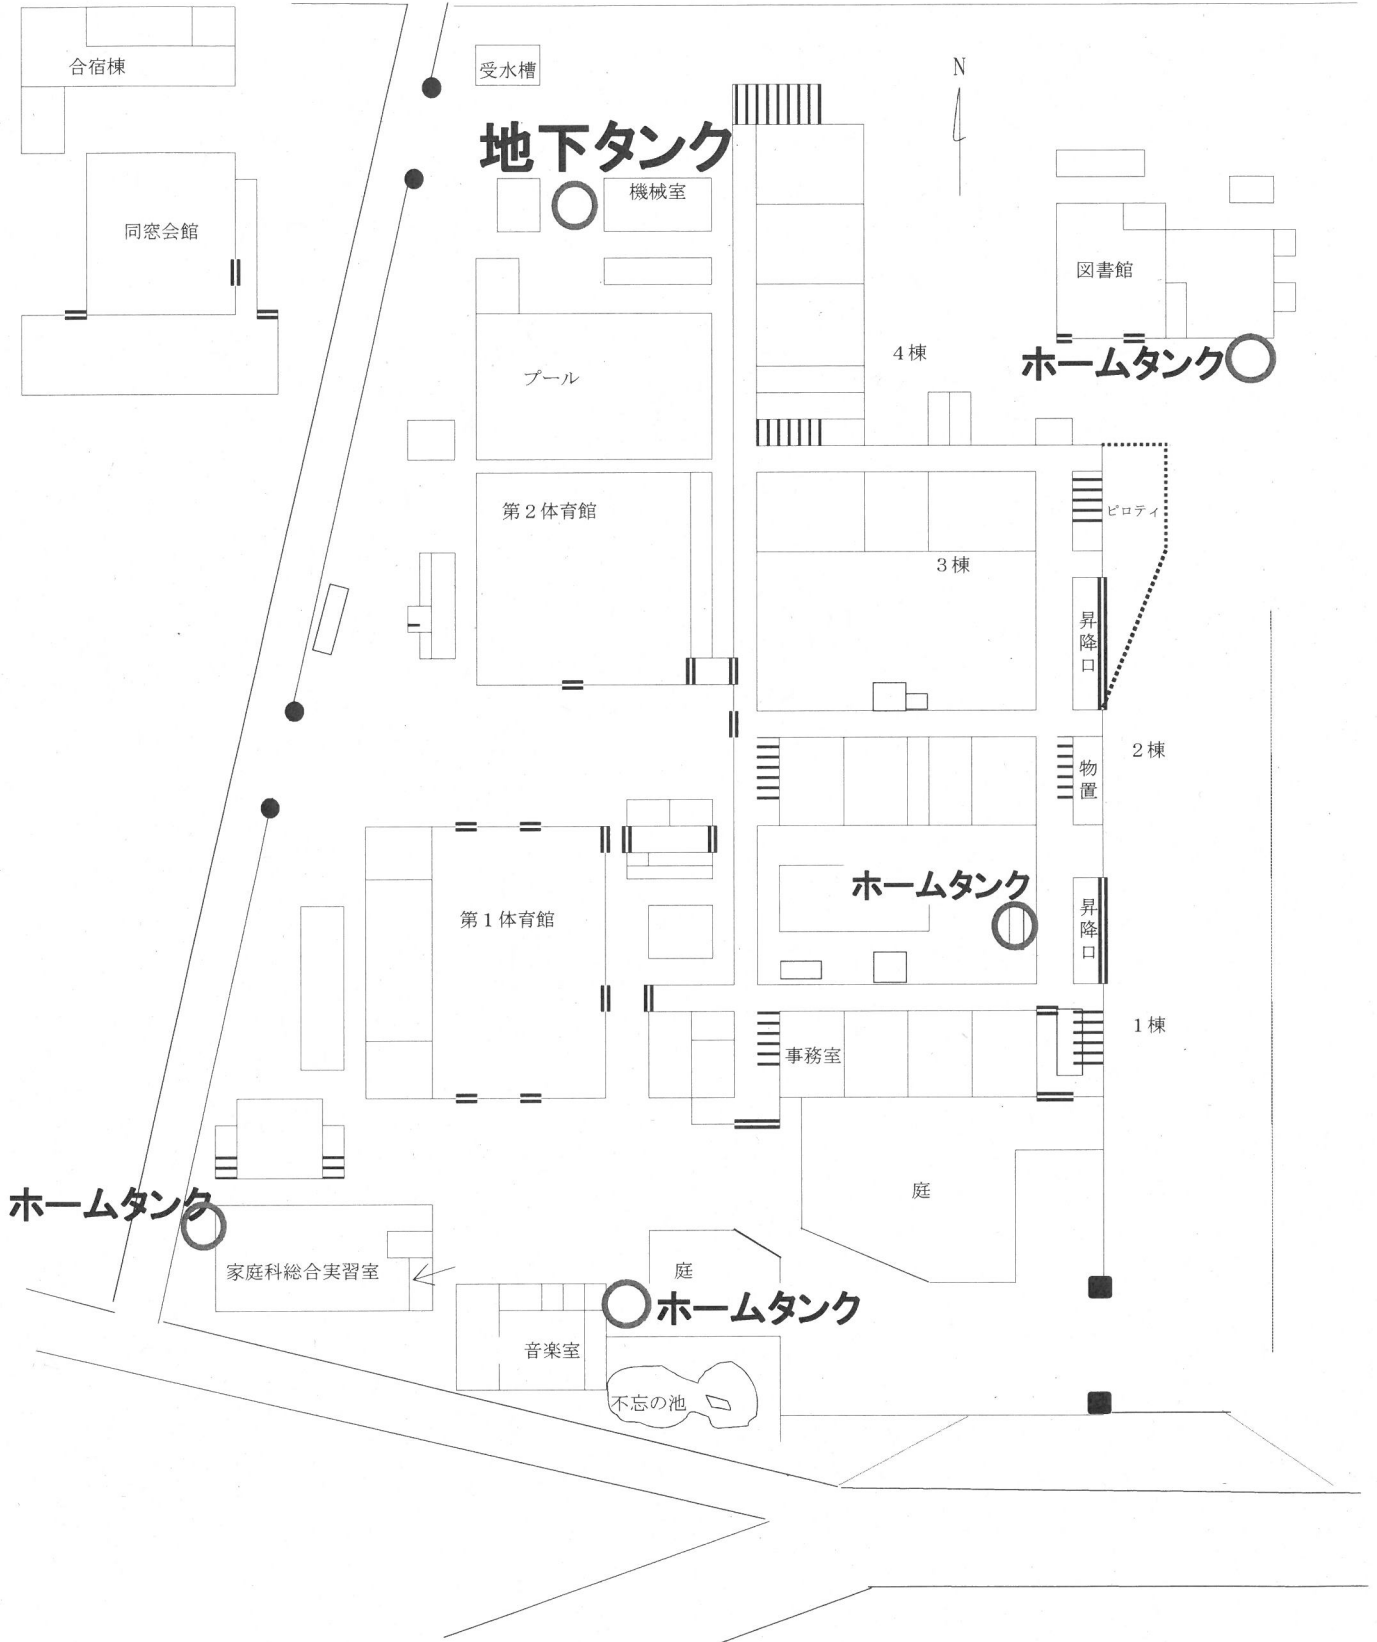 合宿棟
受水槽
N
地下タンク
機械室
同窓会館
図書館
4棟
ホームタンク
プール
第2体育館
ピロティ
3棟
昇降口
2棟
物置
ホームタンク
第1体育館
昇降口
1棟
事務室
庭
ホームタンク
家庭科総合実習室
庭
ホームタンク
音楽室
不忘の池